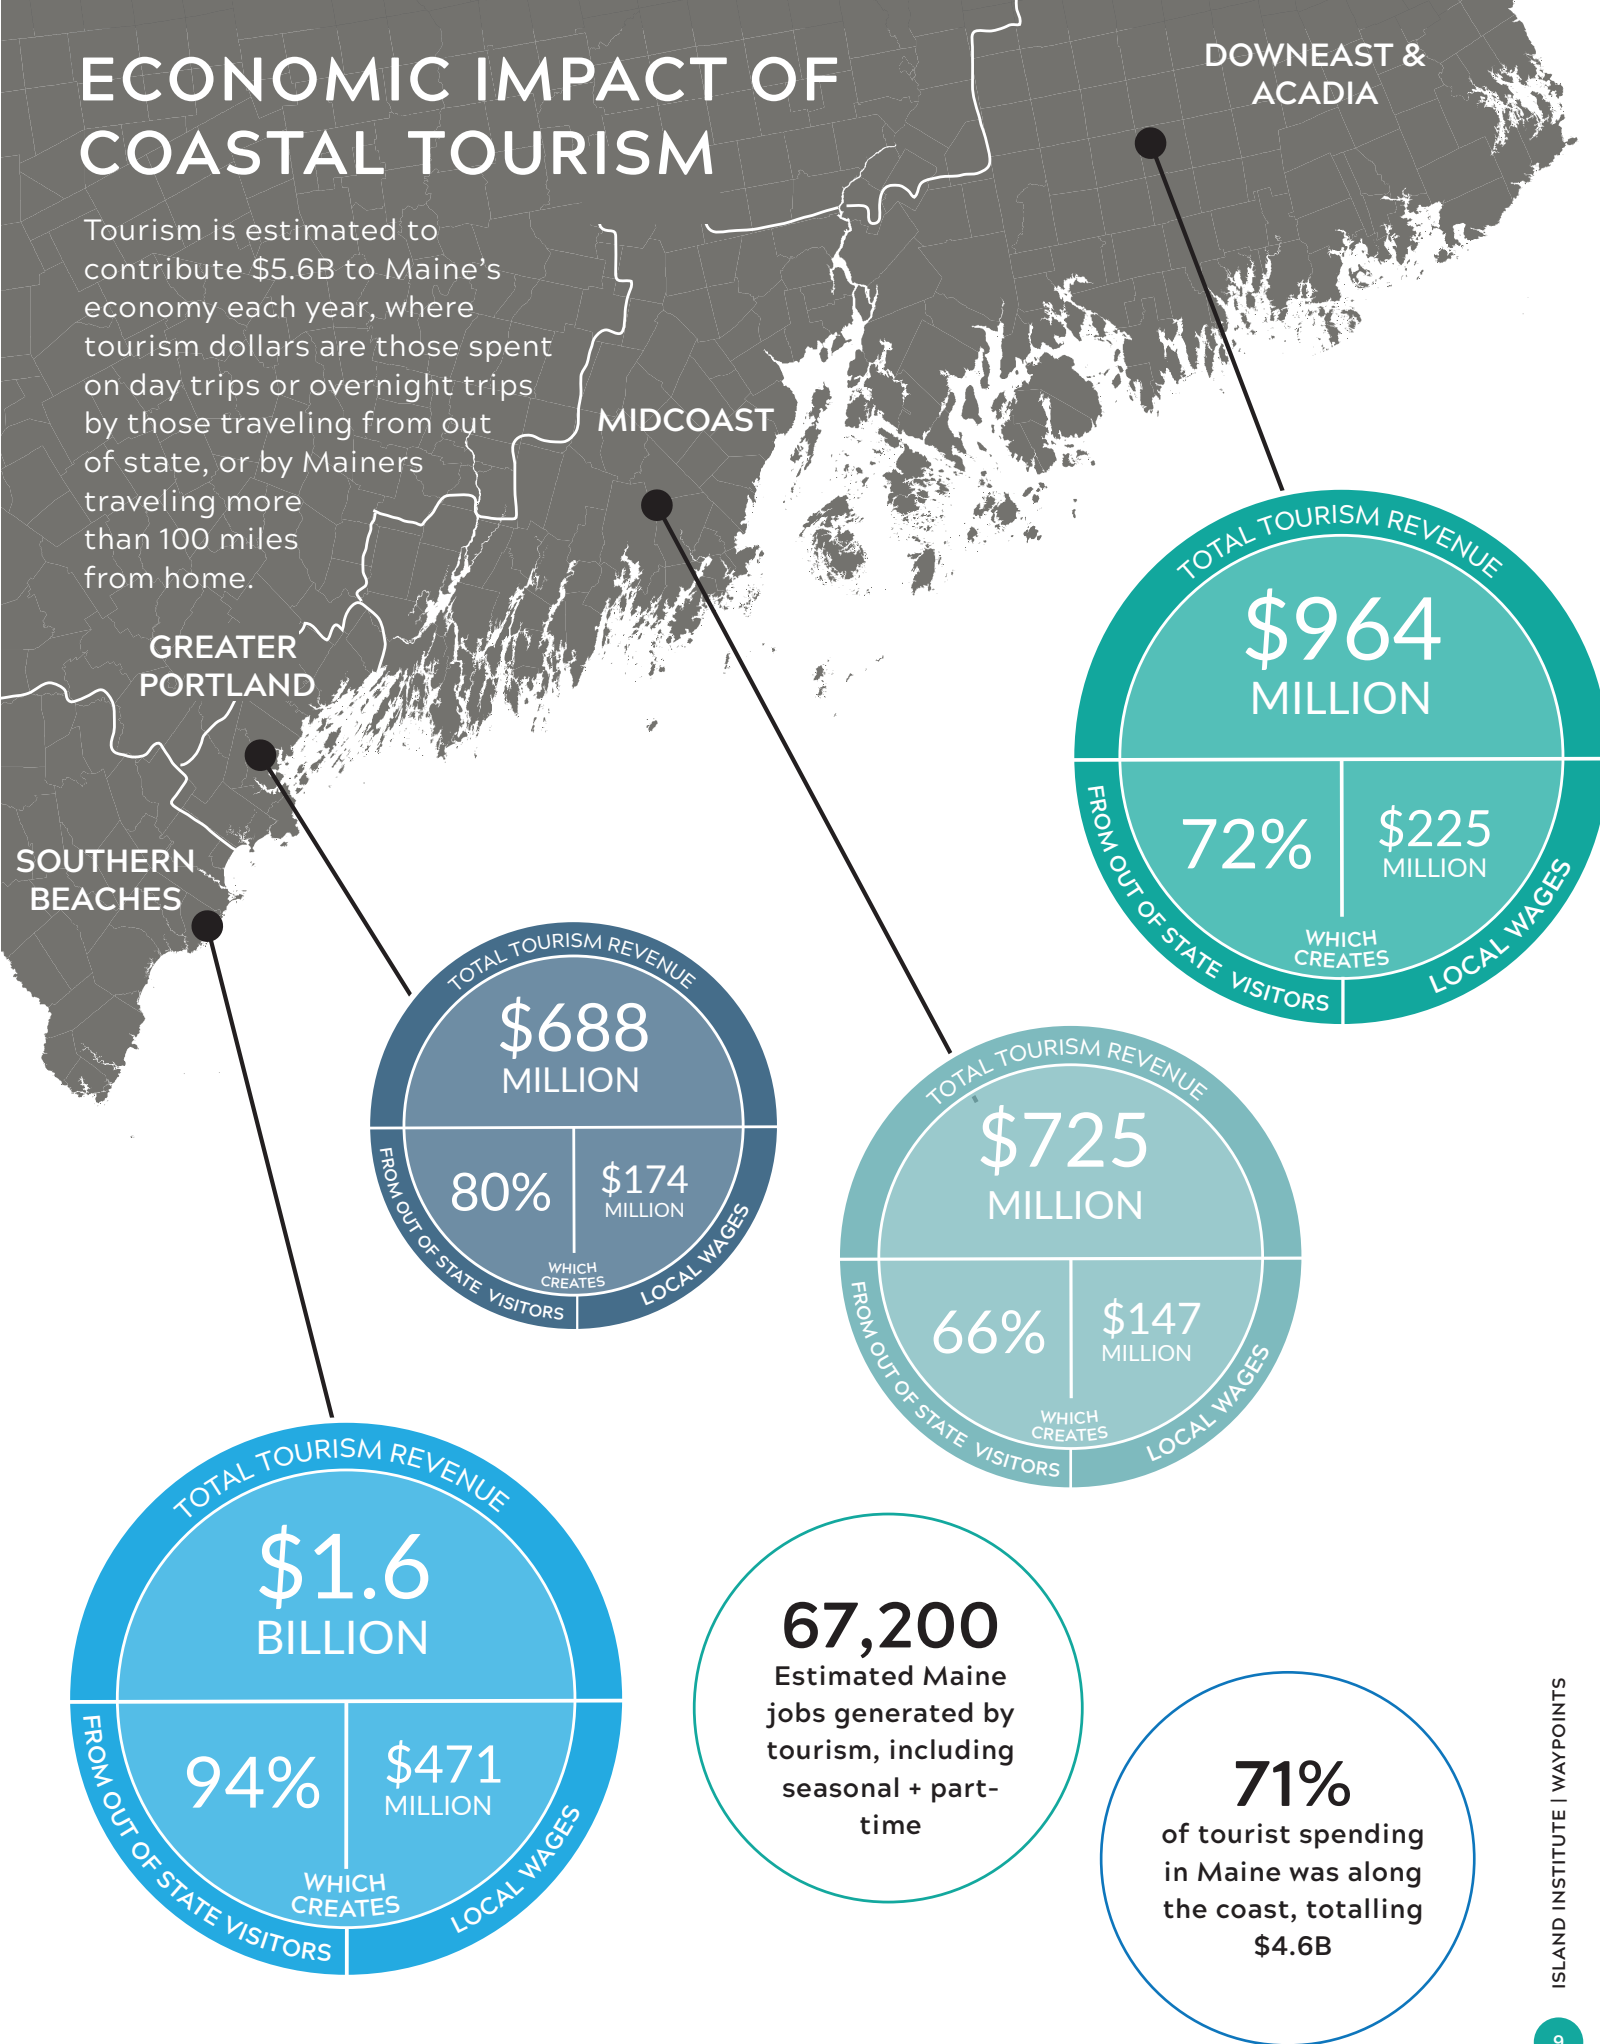 ECONOMIC IMPACT OF
COASTAL TOURISM
Tourism is estimated to
contribute $5.6B to Maine's
economy each year, where
tourism dollars are those spent
on day trips or overnight trips
by those traveling from out
of state, or by Mainers
traveling more
than 100 miles
from home.
DOWNEAST &
ACADIA
MIDCOAST
GREATER
PORTLAND
SOUTHERN
BEACHES
TOTAL TOURISM REVENUE
$964
MILLION
72%
$225
MILLION
WHICH
CREATES
FROM OUT OF STATE VISITORS
LOCAL WAGES
TOTAL TOURISM REVENUE
$688
MILLION
80%
$174
MILLION
WHICH
CREATES
FROM OUT OF STATE VISITORS
LOCAL WAGES
TOTAL TOURISM REVENUE
$725
MILLION
66%
$147
MILLION
WHICH
CREATES
FROM OUT OF STATE VISITORS
LOCAL WAGES
TOTAL TOURISM REVENUE
$1.6
BILLION
94%
$471
MILLION
WHICH
CREATES
FROM OUT OF STATE VISITORS
LOCAL WAGES
67,200
Estimated Maine
jobs generated by
tourism, including
seasonal + part-
time
71%
of tourist spending
in Maine was along
the coast, totalling
$4.6B
ISLAND INSTITUTE | WAYPOINTS